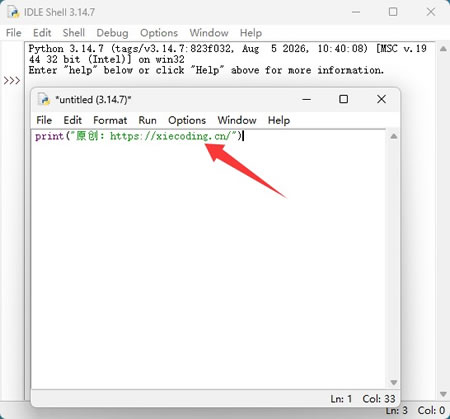 IDLE Shell 3.14.7
File Edit Shell Debug Options Window Help
Python 3.14.7 (tags/v3.14.7:823f032, Aug  5 2026, 10:40:08) [MSC v.19
44 32 bit (Intel)] on win32
Enter "help" below or click "Help" above for more information.
>>>
*untitled (3.14.7)*
File Edit Format Run Options Window Help
print("原创：https://xiecoding.cn/")
Ln: 1 Col: 33
Ln: 3 Col: 0